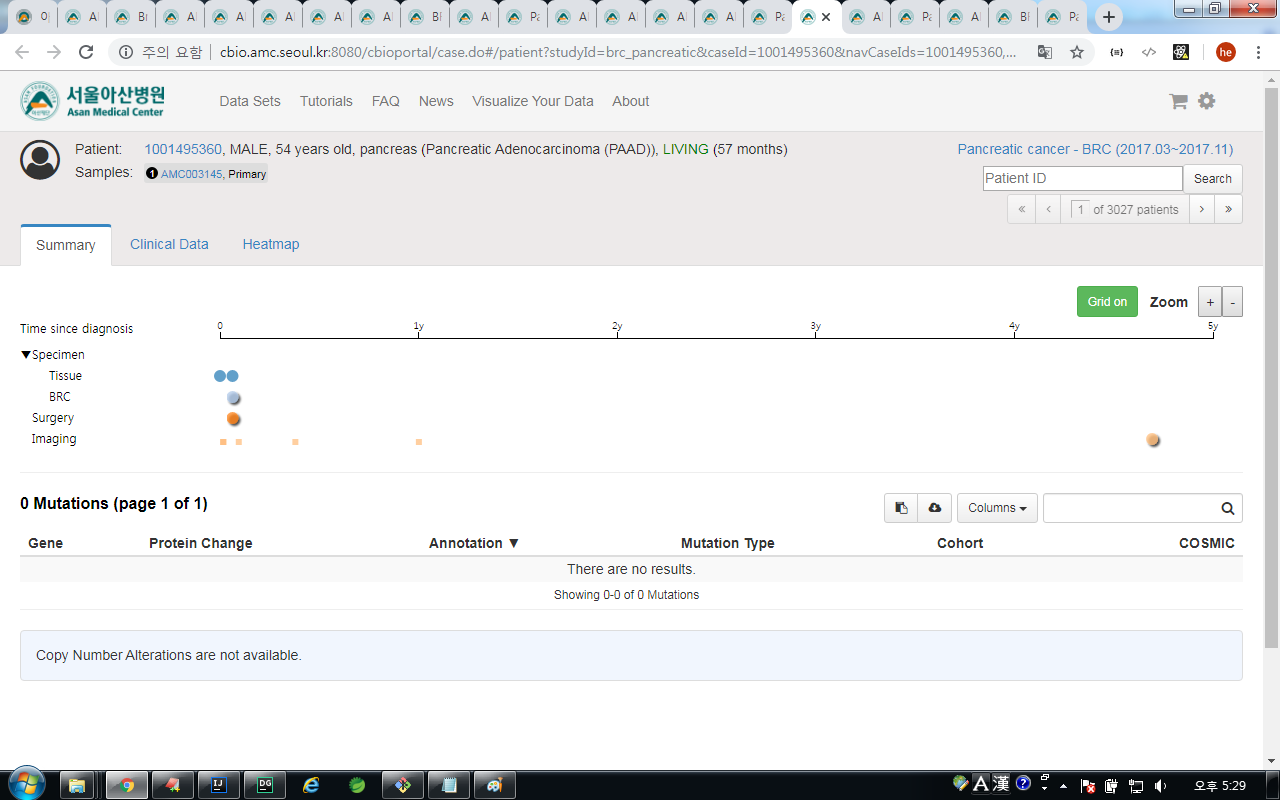 주의 요함 | cbio.amc.seoul.kr:8080/cbioportal/case.do#/patient?studyId=brc_pancreatic&caseId=1001495360&navCaseIds=1001495360,...
he
서울아산병원
Asan Medical Center
Data Sets Tutorials FAQ News Visualize Your Data About
Patient: 1001495360, MALE, 54 years old, pancreas (Pancreatic Adenocarcinoma (PAAD)), LIVING (57 months)
Pancreatic cancer - BRC (2017.03~2017.11)
Samples: 1 AMC003145, Primary
Patient ID Search
« ‹ 1 of 3027 patients › »
Summary Clinical Data Heatmap
Grid on Zoom + -
Time since diagnosis 0 1y 2y 3y 4y 5y
▼Specimen
Tissue
BRC
Surgery
Imaging
0 Mutations (page 1 of 1)
Columns
Gene Protein Change Annotation ▼ Mutation Type Cohort COSMIC
There are no results.
Showing 0-0 of 0 Mutations
Copy Number Alterations are not available.
IJ DG A 漢 오후 5:29